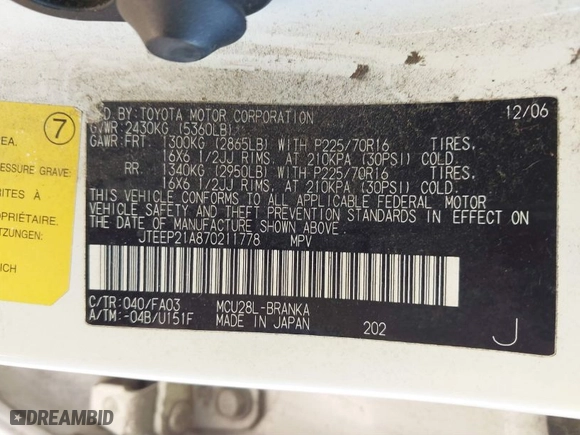 ⑦
EA.
ESSURE GRAVE:
RITES À
OPRIÉTAIRE.
TZUNGEN:
ICH
D. BY: TOYOTA MOTOR CORPORATION 12/06
GVWR 2430KG (5360LB)
GAWR FRT 1300KG (2865LB) WITH P225/70R16 TIRES,
16X6 1/2JJ RIMS, AT 210KPA (30PSI) COLD.
RR 1340KG (2950LB) WITH P225/70R16 TIRES,
16X6 1/2JJ RIMS, AT 210KPA (30PSI) COLD.
THIS VEHICLE CONFORMS TO ALL APPLICABLE FEDERAL MOTOR
VEHICLE SAFETY AND THEFT PREVENTION STANDARDS IN EFFECT ON
THE DATE OF MANUFACTURE SHOWN ABOVE.
JTEEP21A870211778 MPV
C/TR: 040/FA03 MCU28L-BRANKA
A/TM: -04B/U151F MADE IN JAPAN 202 J
DREAMBID